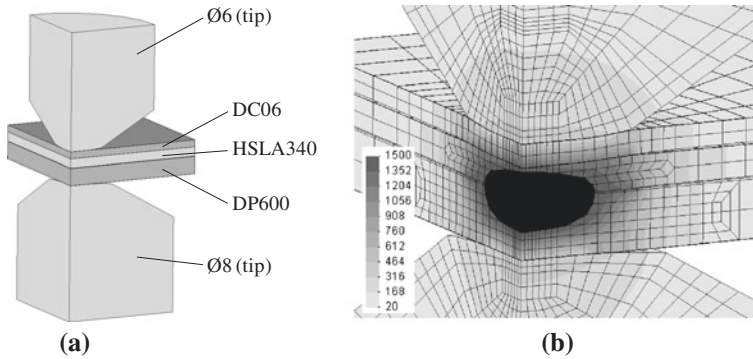 Ø6 (tip)
DC06
HSLA340
DP600
Ø8 (tip)
(a)
1500
1352
1204
1056
908
760
612
464
316
168
20
(b)